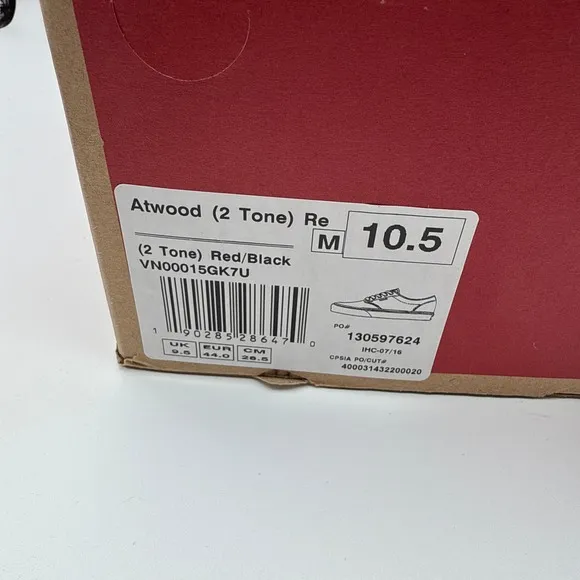 Atwood (2 Tone) Re
M 10.5
(2 Tone) Red/Black
VN00015GK7U
1 90285 28647 0
UK EUR CM
9.5 44.0 28.5
PO#
130597624
IHC-07/16
CPSIA PO/CUT#
400031432200020